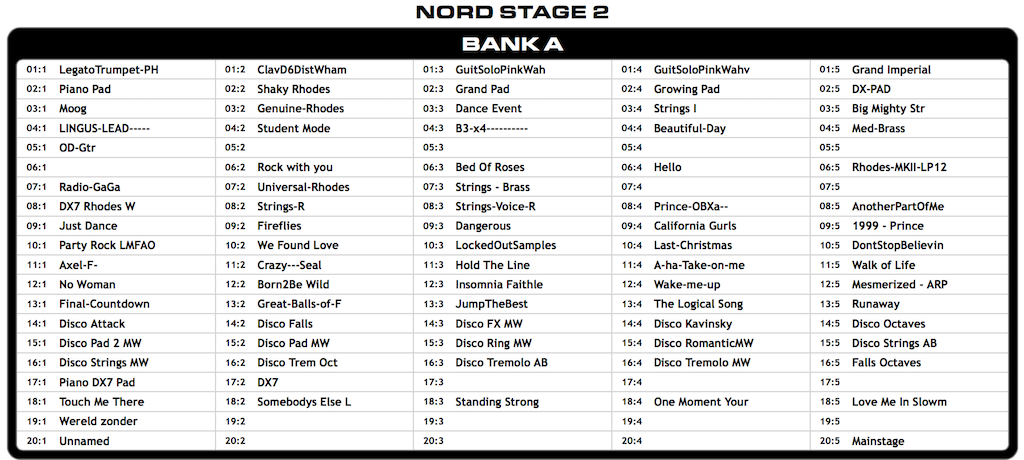 NORD STAGE 2
BANK A
01:1 LegatoTrumpet-PH 01:2 ClavD6DistWham 01:3 GuitSoloPinkWah 01:4 GuitSoloPinkWahv 01:5 Grand Imperial
02:1 Piano Pad 02:2 Shaky Rhodes 02:3 Grand Pad 02:4 Growing Pad 02:5 DX-PAD
03:1 Moog 03:2 Genuine-Rhodes 03:3 Dance Event 03:4 Strings I 03:5 Big Mighty Str
04:1 LINGUS-LEAD----- 04:2 Student Mode 04:3 B3-x4---------- 04:4 Beautiful-Day 04:5 Med-Brass
05:1 OD-Gtr 05:2 05:3 05:4 05:5
06:1 06:2 Rock with you 06:3 Bed Of Roses 06:4 Hello 06:5 Rhodes-MKII-LP12
07:1 Radio-GaGa 07:2 Universal-Rhodes 07:3 Strings - Brass 07:4 07:5
08:1 DX7 Rhodes W 08:2 Strings-R 08:3 Strings-Voice-R 08:4 Prince-OBXa-- 08:5 AnotherPartOfMe
09:1 Just Dance 09:2 Fireflies 09:3 Dangerous 09:4 California Gurls 09:5 1999 - Prince
10:1 Party Rock LMFAO 10:2 We Found Love 10:3 LockedOutSamples 10:4 Last-Christmas 10:5 DontStopBelievin
11:1 Axel-F- 11:2 Crazy---Seal 11:3 Hold The Line 11:4 A-ha-Take-on-me 11:5 Walk of Life
12:1 No Woman 12:2 Born2Be Wild 12:3 Insomnia Faithle 12:4 Wake-me-up 12:5 Mesmerized - ARP
13:1 Final-Countdown 13:2 Great-Balls-of-F 13:3 JumpTheBest 13:4 The Logical Song 13:5 Runaway
14:1 Disco Attack 14:2 Disco Falls 14:3 Disco FX MW 14:4 Disco Kavinsky 14:5 Disco Octaves
15:1 Disco Pad 2 MW 15:2 Disco Pad MW 15:3 Disco Ring MW 15:4 Disco RomanticMW 15:5 Disco Strings AB
16:1 Disco Strings MW 16:2 Disco Trem Oct 16:3 Disco Tremolo AB 16:4 Disco Tremolo MW 16:5 Falls Octaves
17:1 Piano DX7 Pad 17:2 DX7 17:3 17:4 17:5
18:1 Touch Me There 18:2 Somebodys Else L 18:3 Standing Strong 18:4 One Moment Your 18:5 Love Me In Slowm
19:1 Wereld zonder 19:2 19:3 19:4 19:5
20:1 Unnamed 20:2 20:3 20:4 20:5 Mainstage